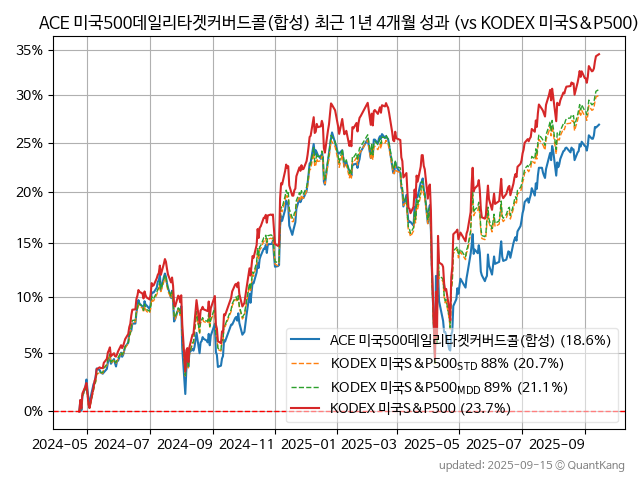 ACE 미국500데일리타겟커버드콜(합성) 최근 1년 4개월 성과 (vs KODEX 미국S&P500)
35%
30%
25%
20%
15%
10%
5%
0%
ACE 미국500데일리타겟커버드콜(합성) (18.6%)
KODEX 미국S&P500STD 88% (20.7%)
KODEX 미국S&P500MDD 89% (21.1%)
KODEX 미국S&P500 (23.7%)
2024-05 2024-07 2024-09 2024-11 2025-01 2025-03 2025-05 2025-07 2025-09
updated: 2025-09-15 © QuantKang